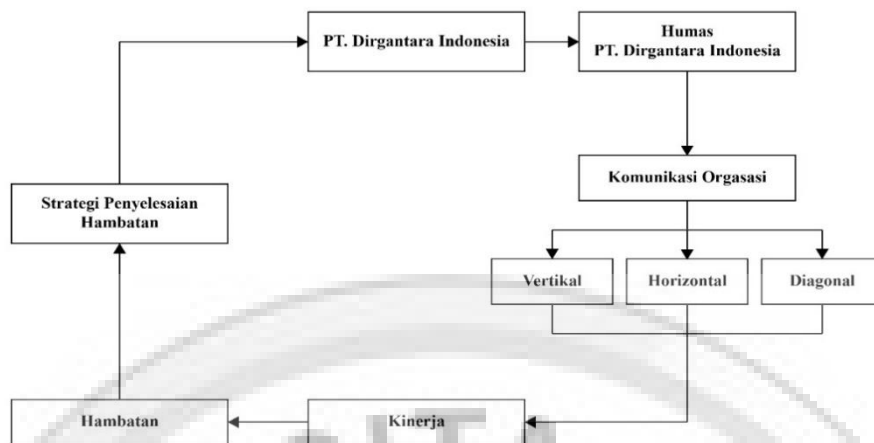 PT. Dirgantara Indonesia
Humas
PT. Dirgantara Indonesia
Komunikasi Orgasasi
Strategi Penyelesaian
Hambatan
Vertikal
Horizontal
Diagonal
Hambatan
Kinerja